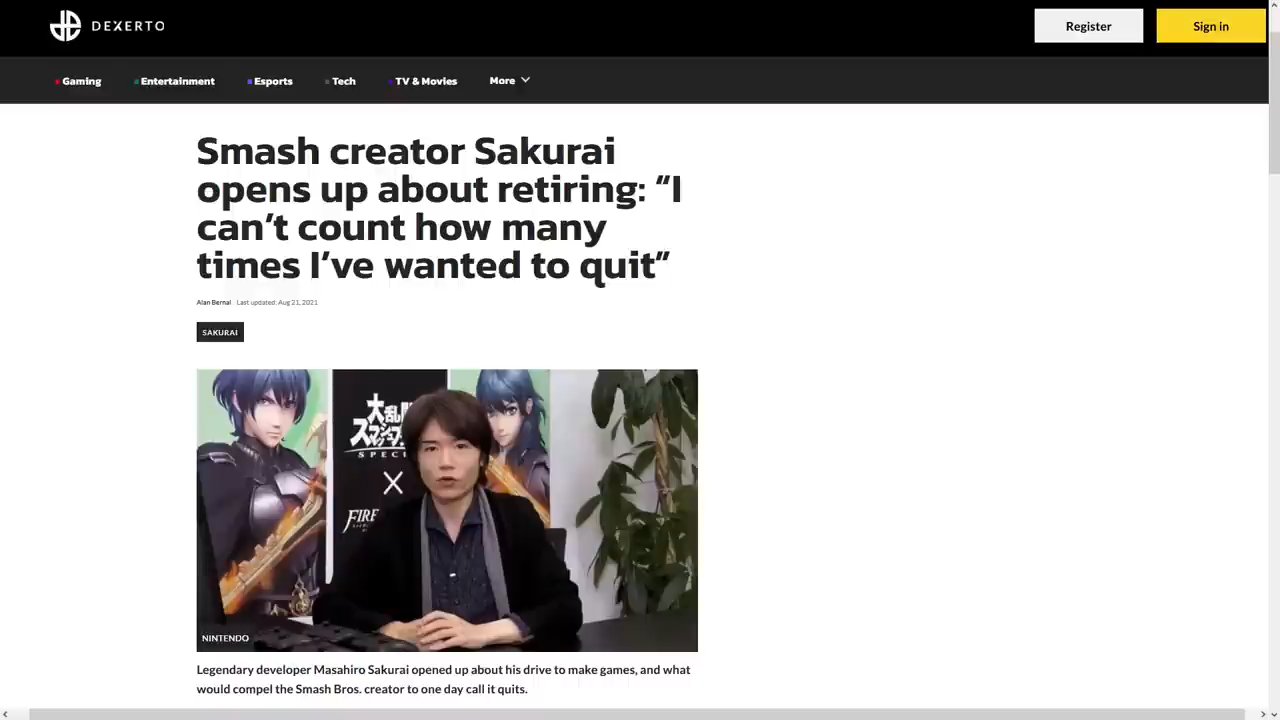 DEXERTO
Register
Sign in
Gaming
Entertainment
Esports
Tech
TV & Movies
More
Smash creator Sakurai
opens up about retiring: “I
can’t count how many
times I’ve wanted to quit”
Alan Bernal Last updated: Aug 21, 2021
SAKURAI
大乱
スマッシュ
SPECI
X
FIRE
NINTENDO
Legendary developer Masahiro Sakurai opened up about his drive to make games, and what
would compel the Smash Bros. creator to one day call it quits.